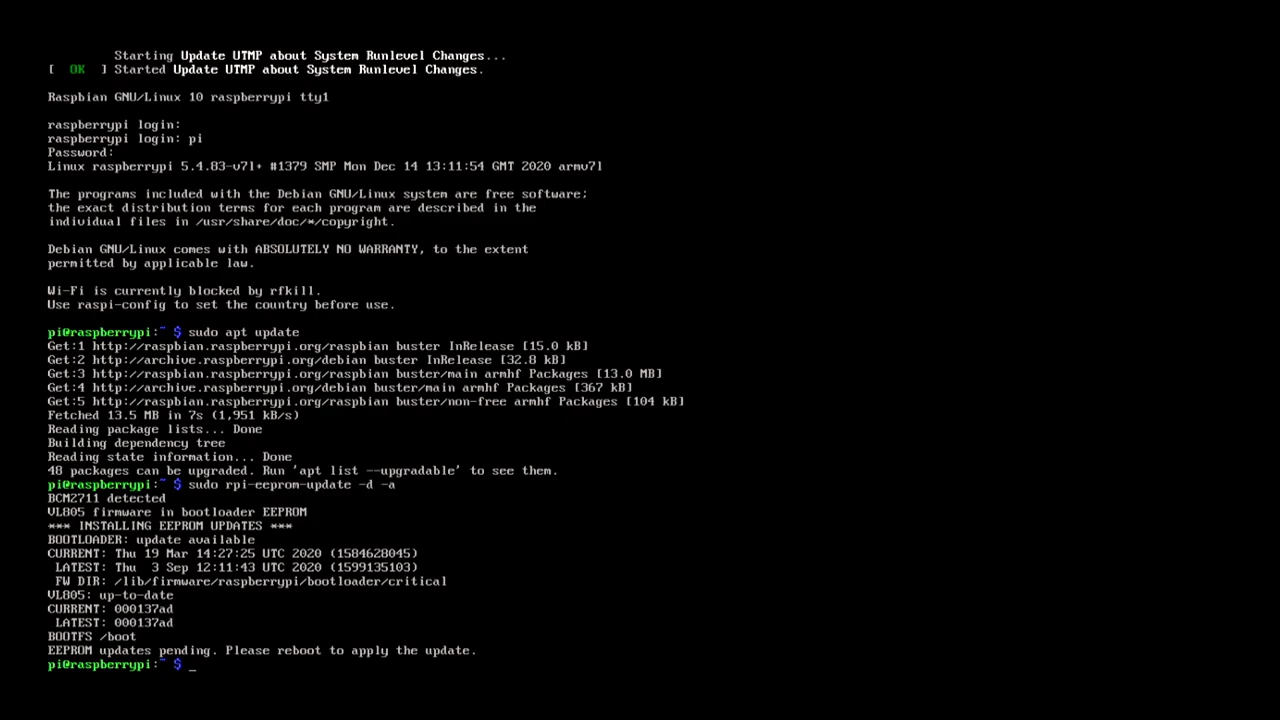 Starting Update UTMP about System Runlevel Changes...
[  OK  ] Started Update UTMP about System Runlevel Changes.
Raspbian GNU/Linux 10 raspberrypi tty1
raspberrypi login:
raspberrypi login: pi
Password:
Linux raspberrypi 5.4.83-v7l+ #1379 SMP Mon Dec 14 13:11:54 GMT 2020 armv7l
The programs included with the Debian GNU/Linux system are free software;
the exact distribution terms for each program are described in the
individual files in /usr/share/doc/*/copyright.
Debian GNU/Linux comes with ABSOLUTELY NO WARRANTY, to the extent
permitted by applicable law.
Wi-Fi is currently blocked by rfkill.
Use raspi-config to set the country before use.
pi@raspberrypi:~ $ sudo apt update
Get:1 http://raspbian.raspberrypi.org/raspbian buster InRelease [15.0 kB]
Get:2 http://archive.raspberrypi.org/debian buster InRelease [32.8 kB]
Get:3 http://raspbian.raspberrypi.org/raspbian buster/main armhf Packages [13.0 MB]
Get:4 http://archive.raspberrypi.org/debian buster/main armhf Packages [367 kB]
Get:5 http://raspbian.raspberrypi.org/raspbian buster/non-free armhf Packages [104 kB]
Fetched 13.5 MB in 7s (1,951 kB/s)
Reading package lists... Done
Building dependency tree
Reading state information... Done
48 packages can be upgraded. Run 'apt list --upgradable' to see them.
pi@raspberrypi:~ $ sudo rpi-eeprom-update -d -a
BCM2711 detected
VL805 firmware in bootloader EEPROM
*** INSTALLING EEPROM UPDATES ***
BOOTLOADER: update available
CURRENT: Thu 19 Mar 14:27:25 UTC 2020 (1584628045)
LATEST: Thu  3 Sep 12:11:43 UTC 2020 (1599135103)
FW DIR: /lib/firmware/raspberrypi/bootloader/critical
VL805: up-to-date
CURRENT: 000137ad
LATEST: 000137ad
BOOTFS /boot
EEPROM updates pending. Please reboot to apply the update.
pi@raspberrypi:~ $ _